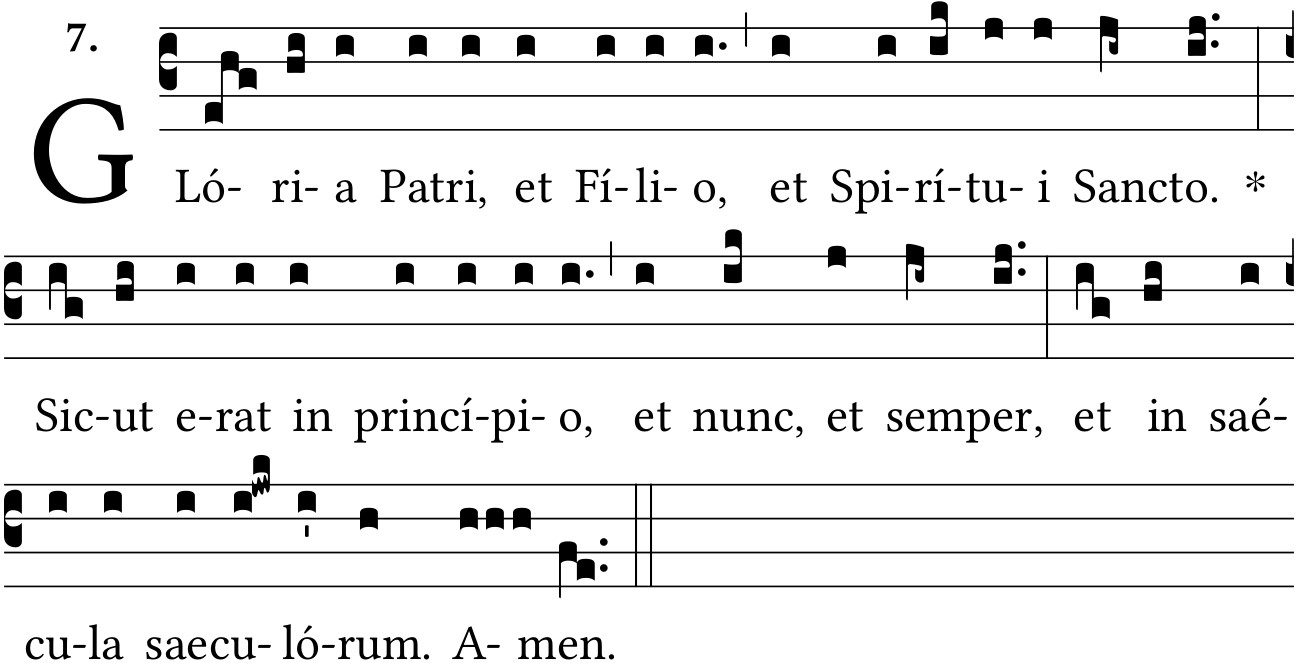 7.
GLó- ri- a Patri, et Fí-li- o, et Spi-rí-tu- i Sancto. *
Sic-ut e-rat in princí-pi- o, et nunc, et semper, et in saé-
cu-la saecu- ló-rum. A- men.